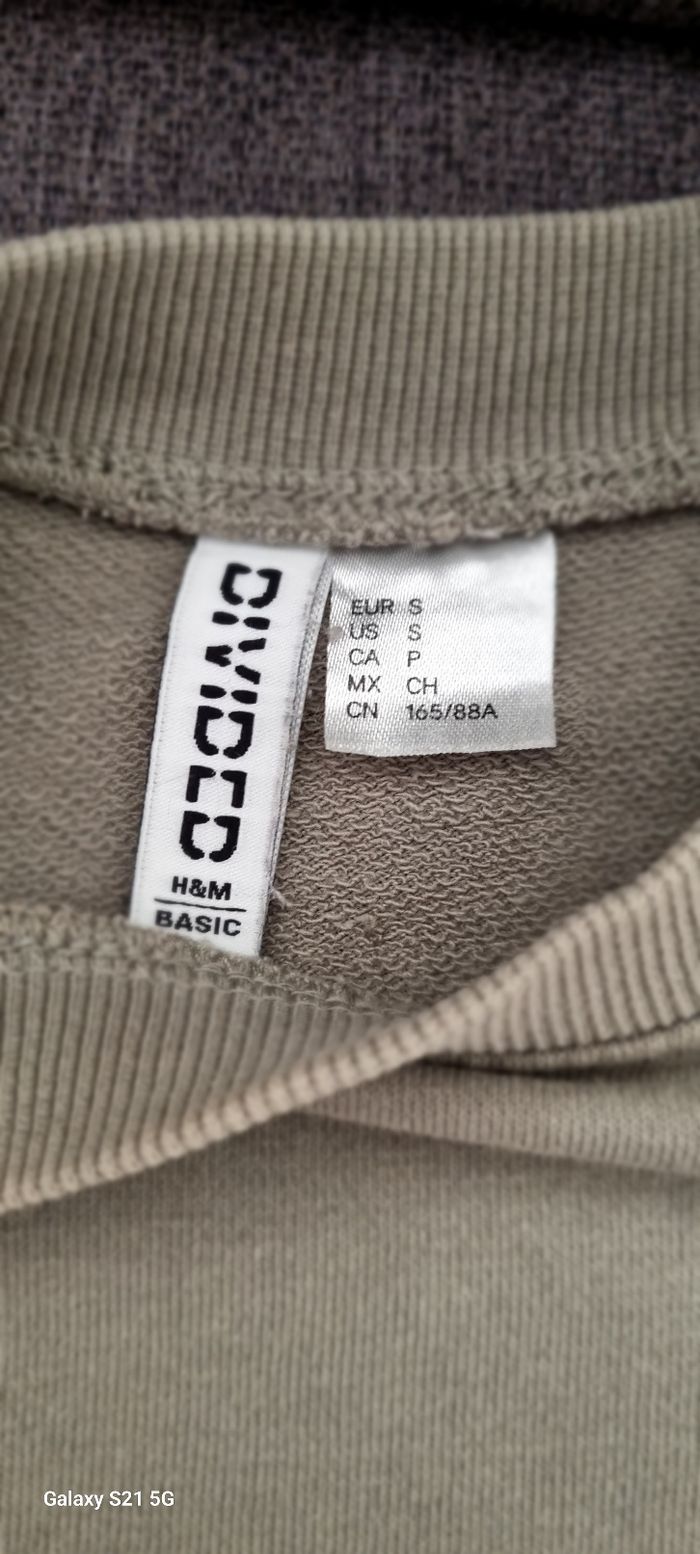 DIVIDED
H&M
BASIC
EUR S
US S
CA P
MX CH
CN 165/88A
Galaxy S21 5G